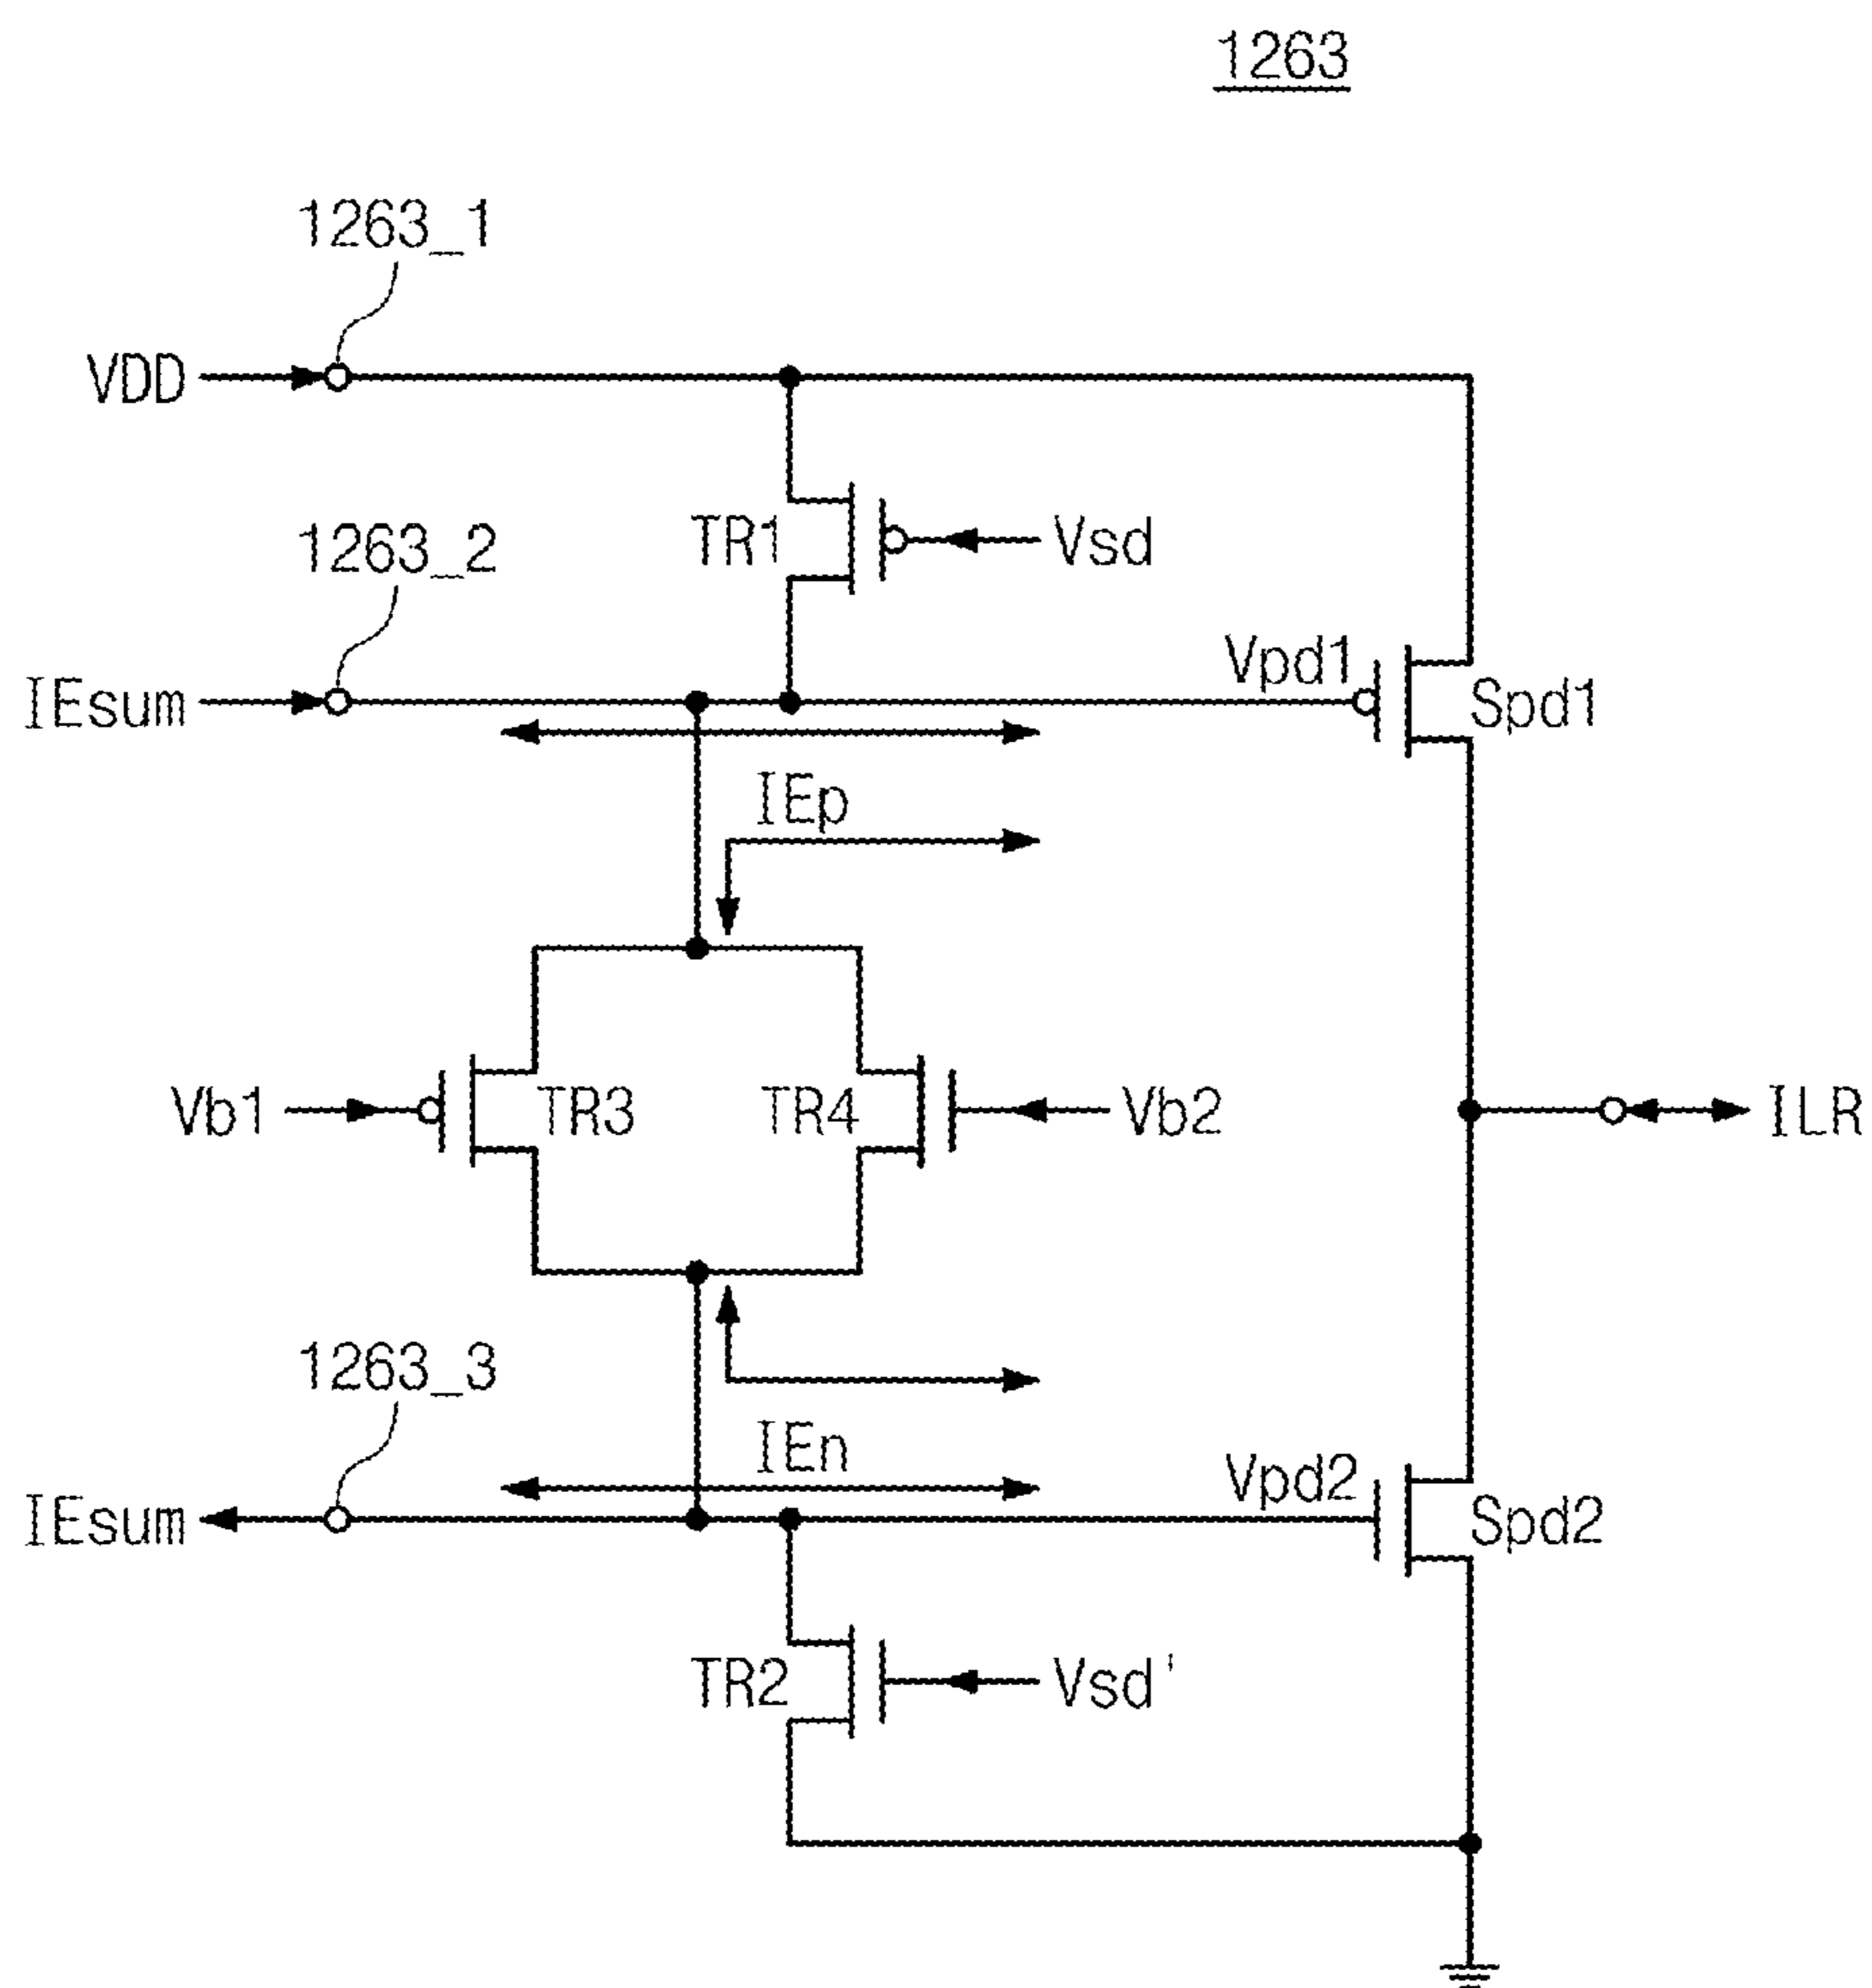 1263
1263_1
VDD
TR1
Vsd
1263_2
IEsum
Vpd1
Spd1
IEp
Vb1
TR3
TR4
Vb2
ILR
1263_3
IEn
IEsum
Vpd2
Spd2
TR2
Vsd'